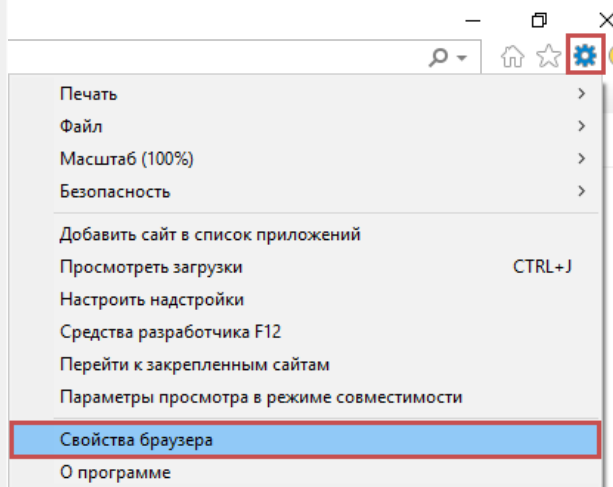 Печать
Файл
Масштаб (100%)
Безопасность
Добавить сайт в список приложений
Просмотреть загрузки CTRL+J
Настроить надстройки
Средства разработчика F12
Перейти к закрепленным сайтам
Параметры просмотра в режиме совместимости
Свойства браузера
О программе